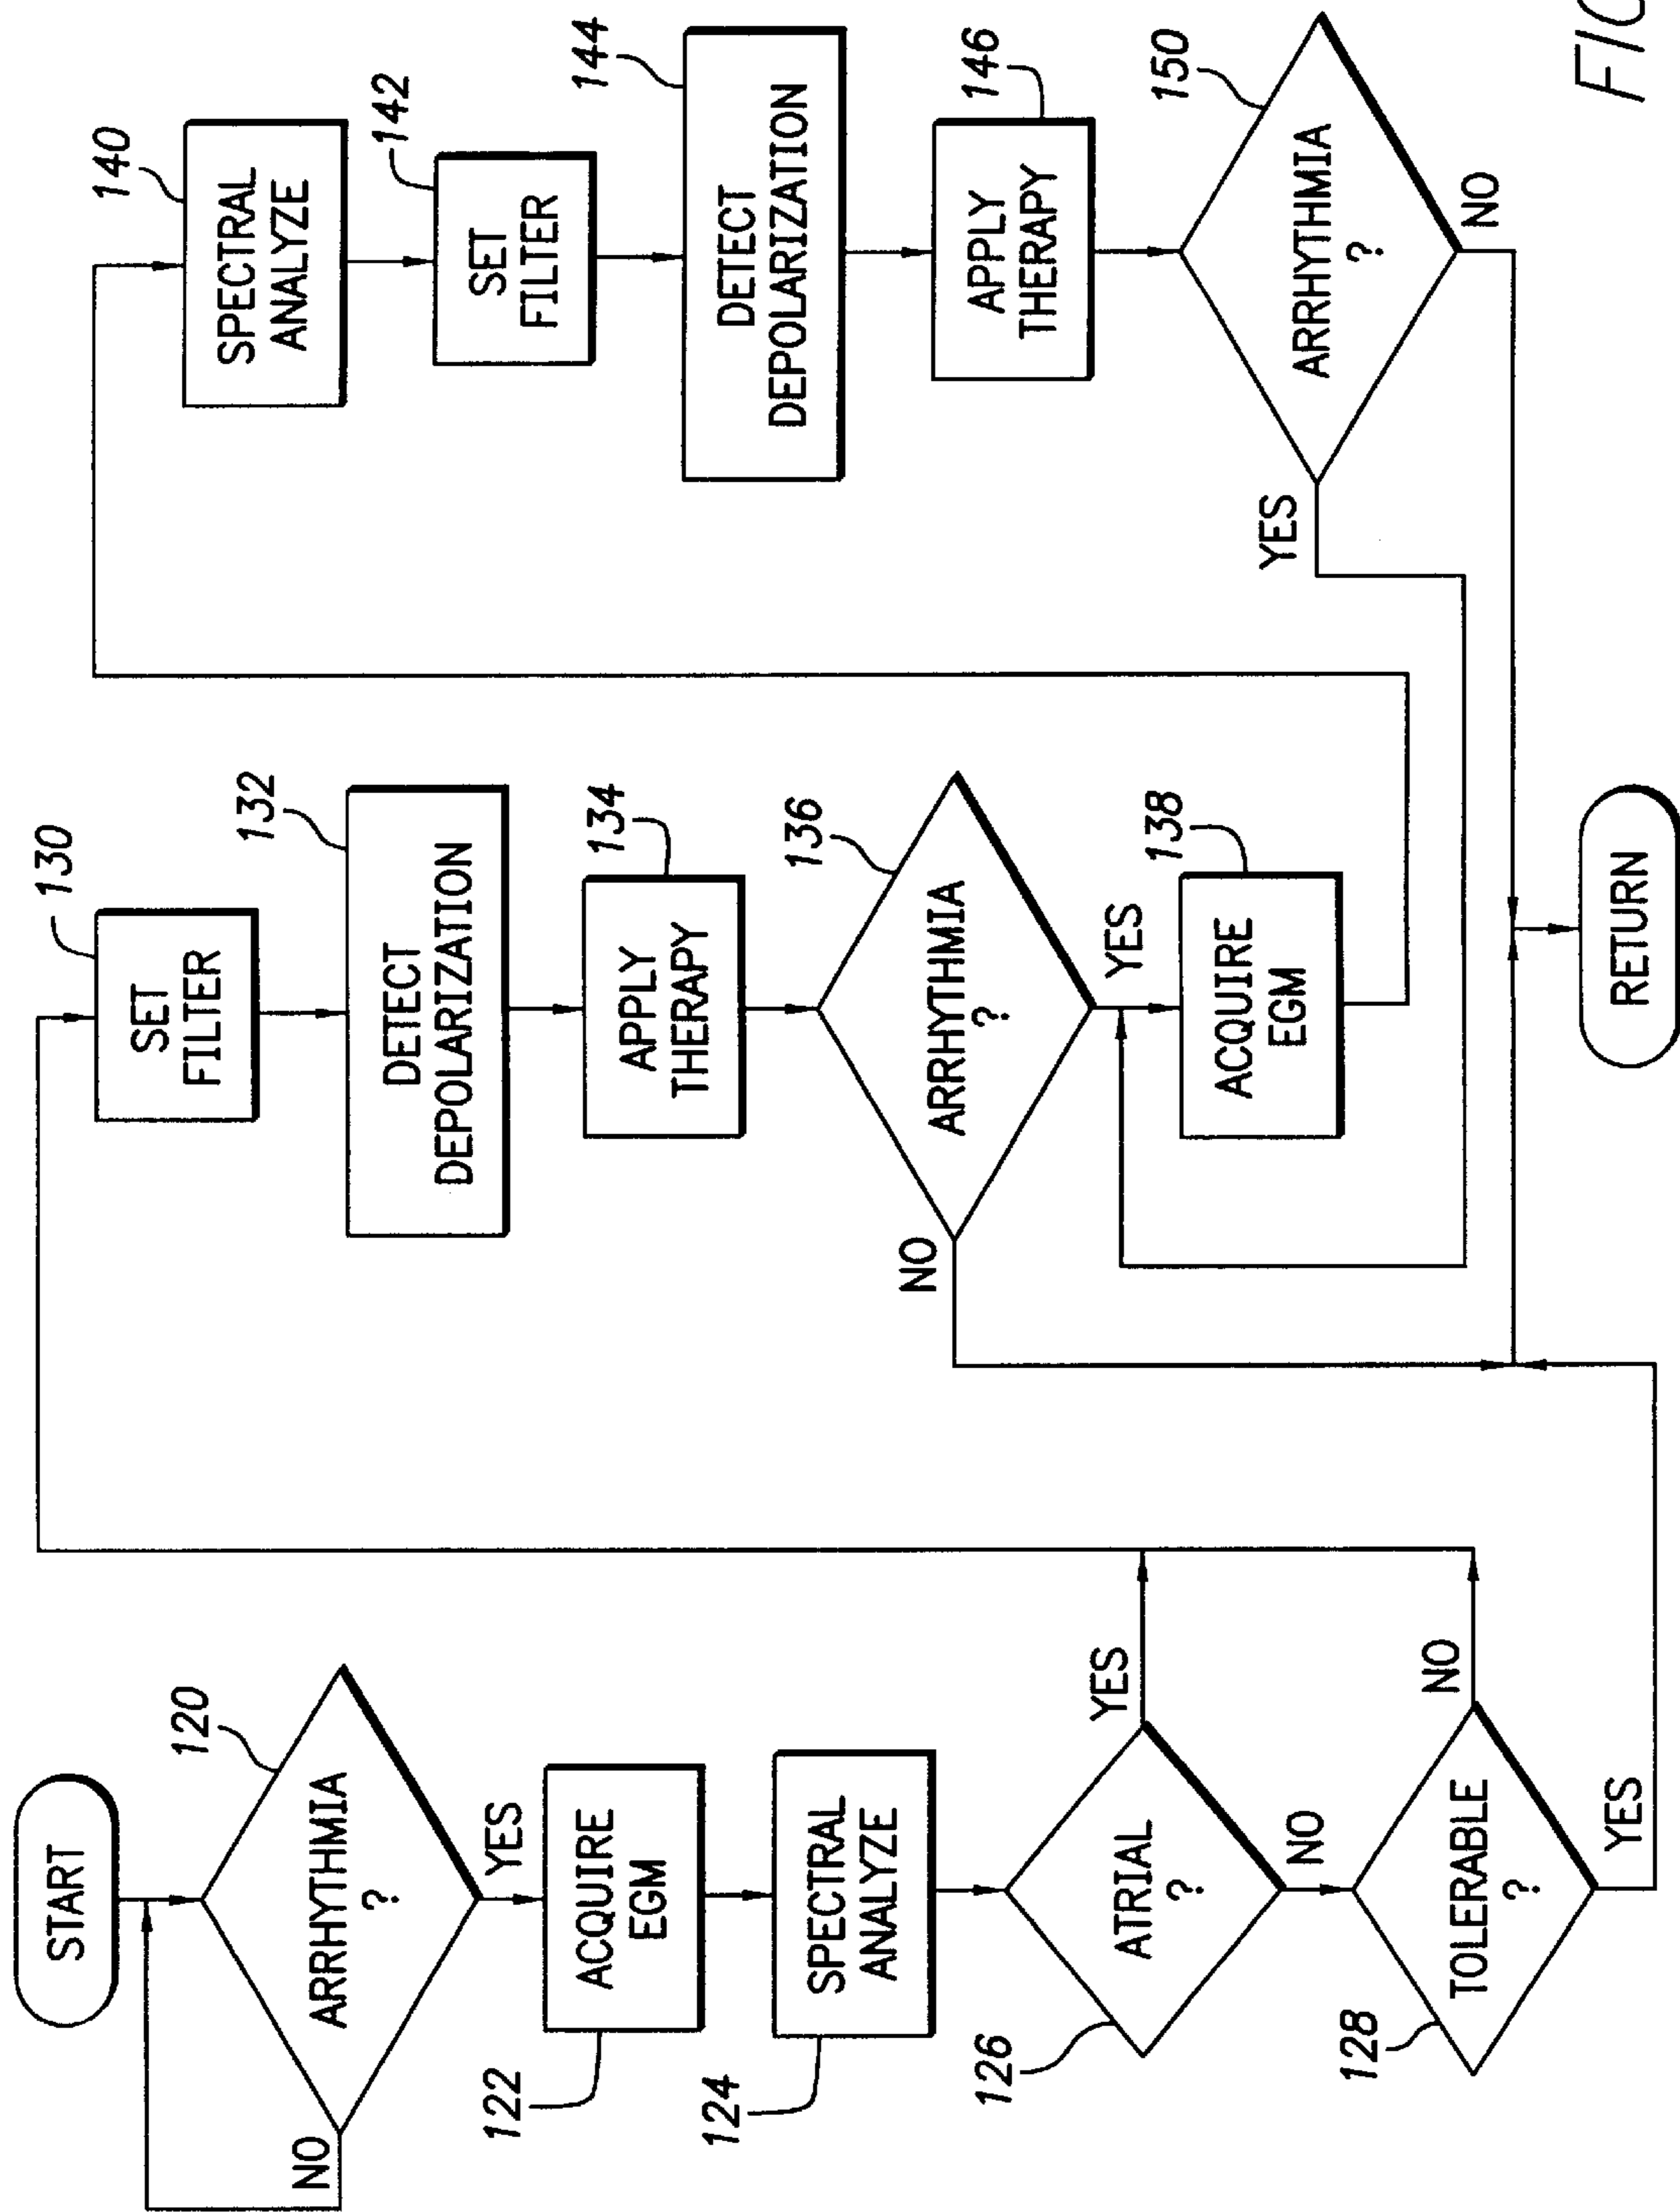 START
120
ARRHYTHMIA
?
NO
YES
122
ACQUIRE
EGM
124
SPECTRAL
ANALYZE
126
ATRIAL
?
YES
NO
128
TOLERABLE
?
NO
YES
130
SET
FILTER
132
DETECT
DEPOLARIZATION
134
APPLY
THERAPY
136
ARRHYTHMIA
?
NO
YES
138
ACQUIRE
EGM
RETURN
140
SPECTRAL
ANALYZE
142
SET
FILTER
144
DETECT
DEPOLARIZATION
146
APPLY
THERAPY
150
ARRHYTHMIA
?
YES
NO